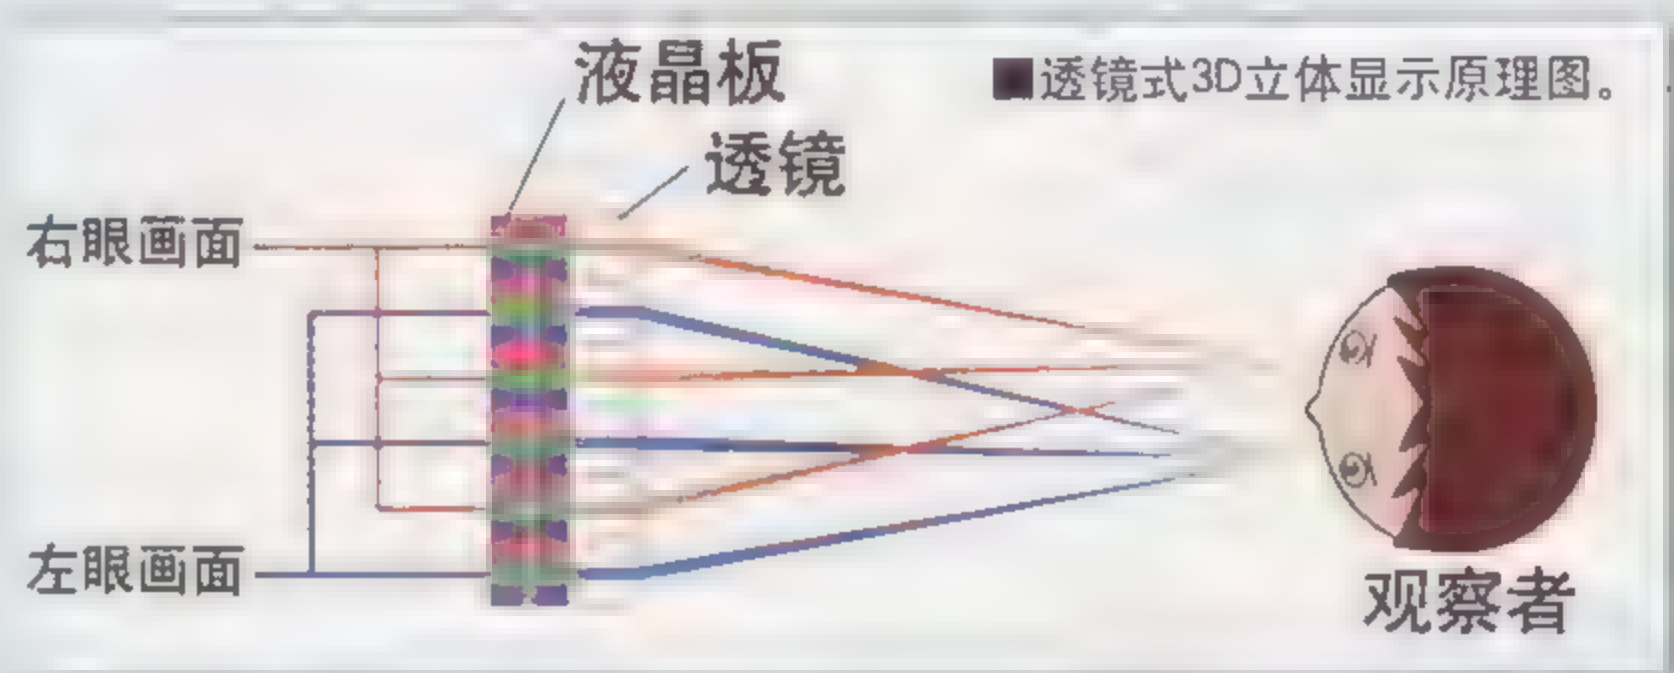 液晶板
■透镜式3D立体显示原理图。
透镜
右眼画面
左眼画面
观察者